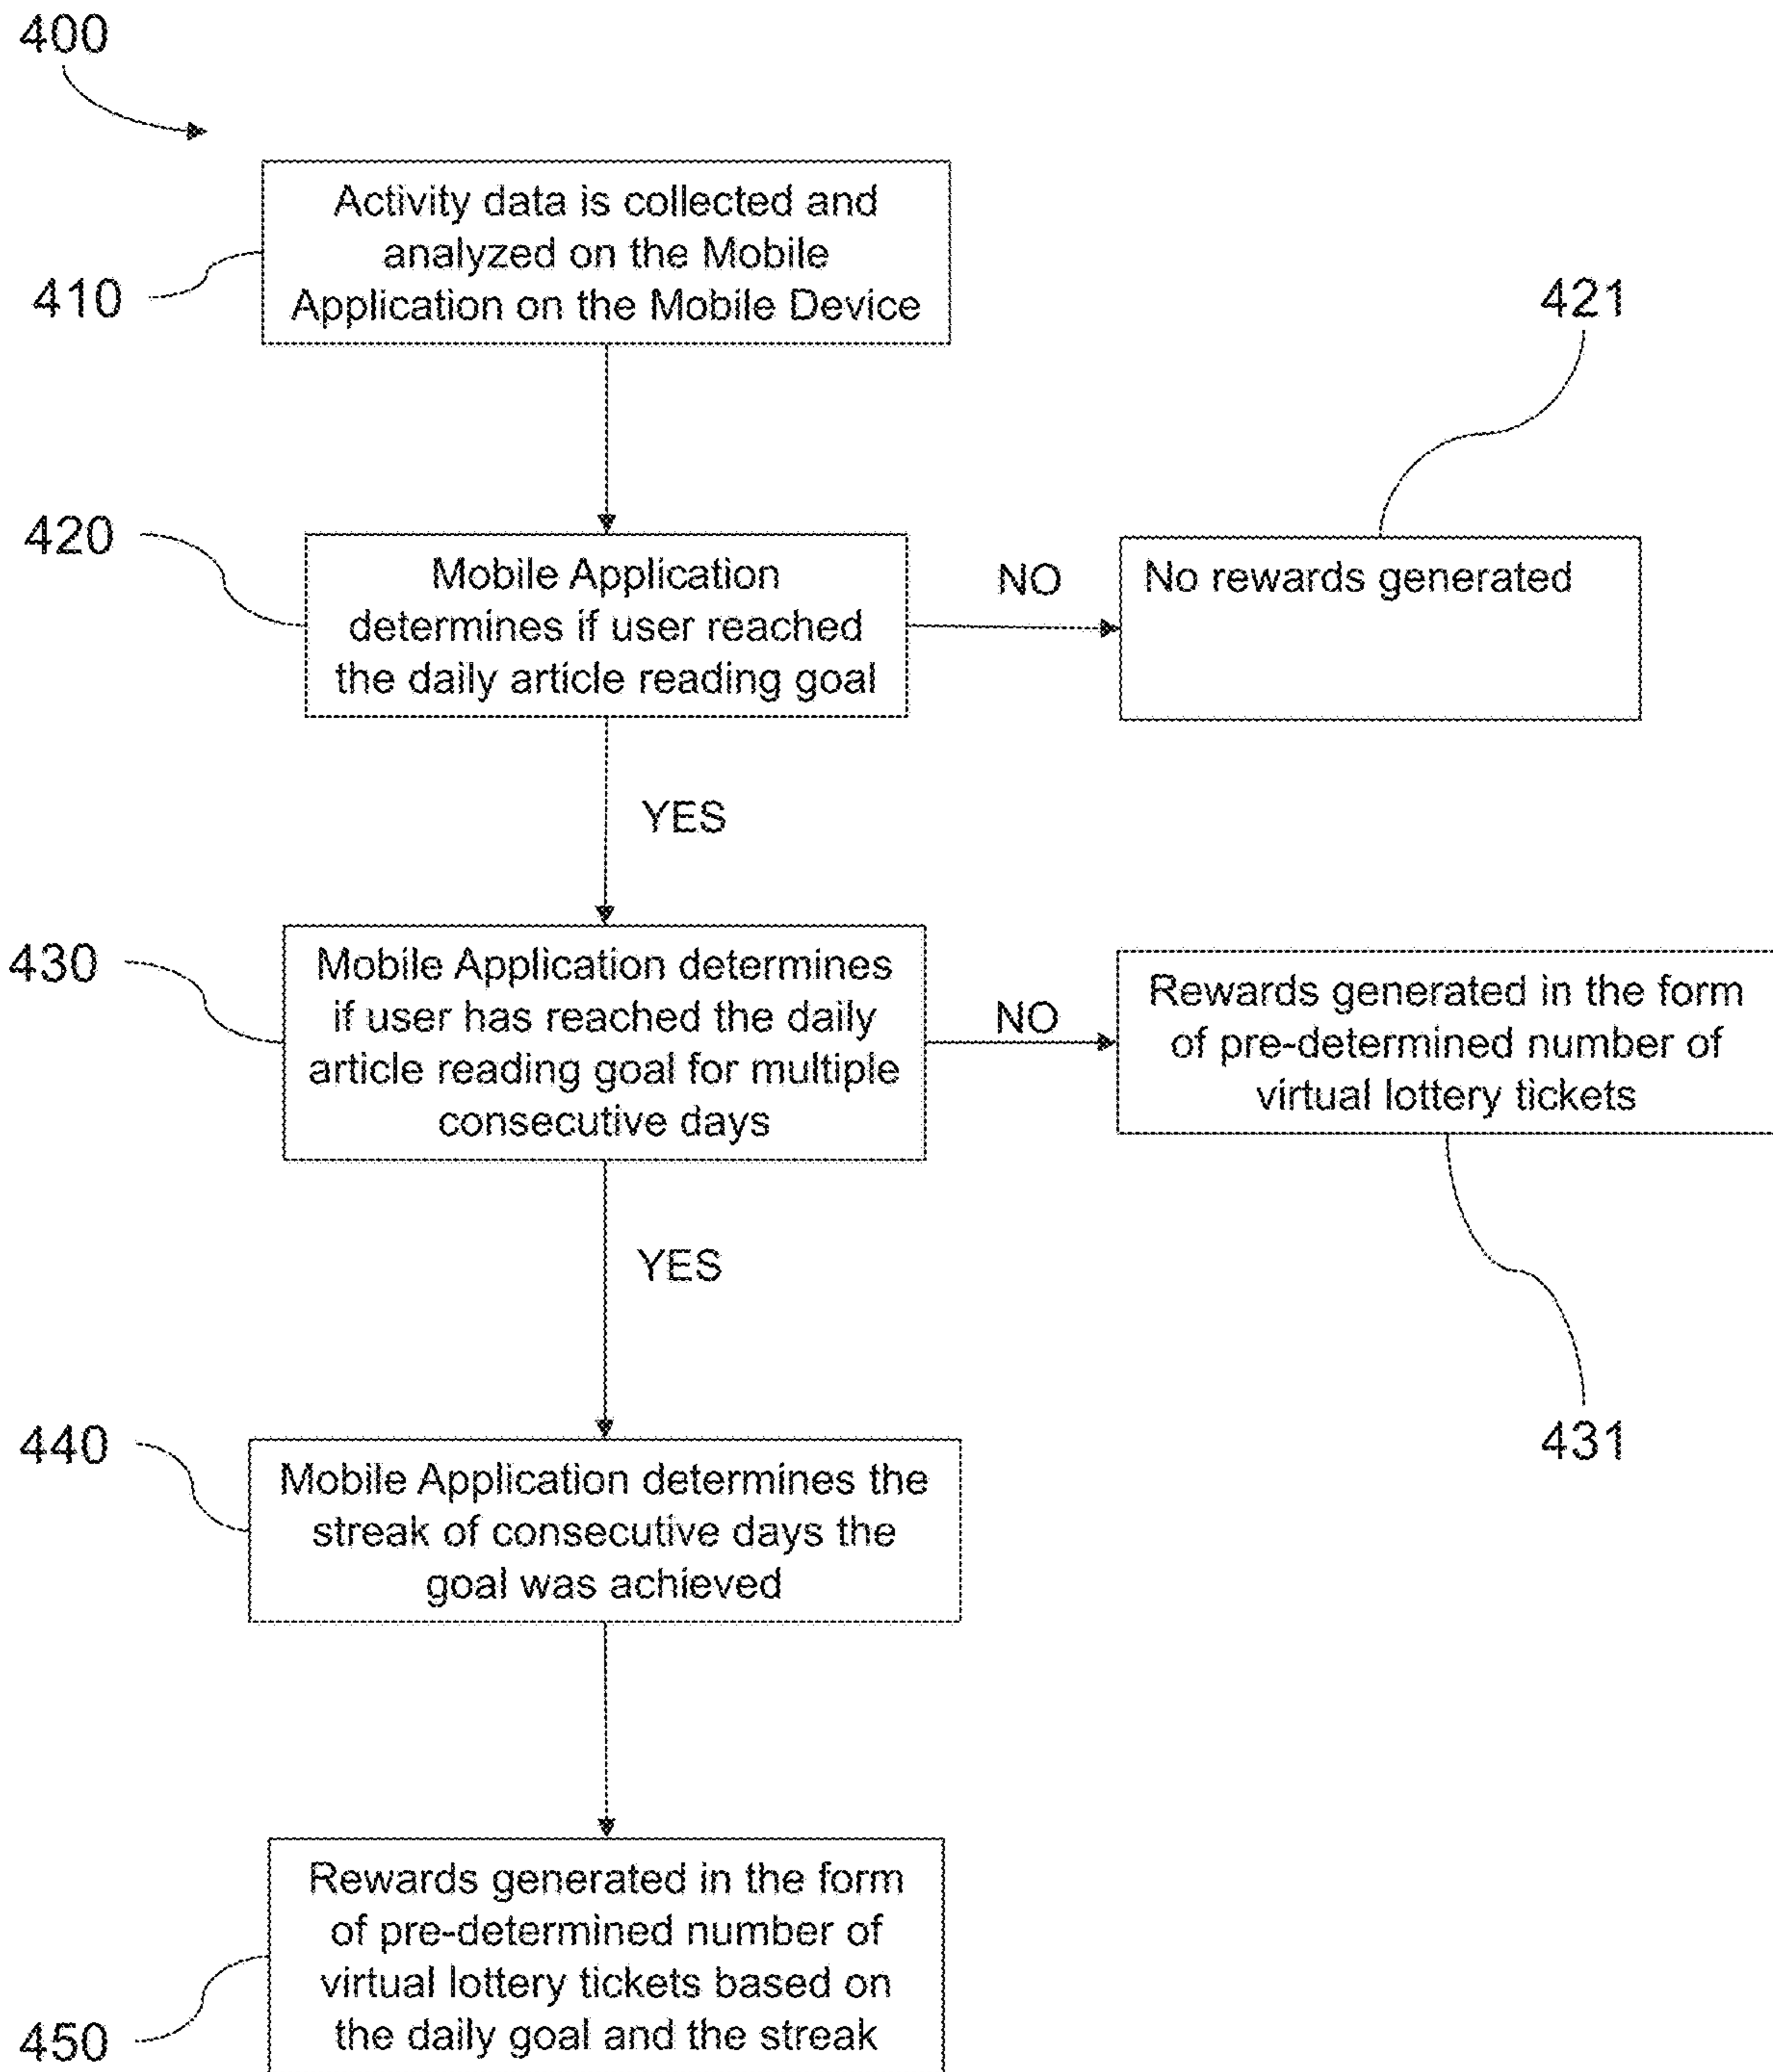 400
Activity data is collected and
analyzed on the Mobile
Application on the Mobile Device
410
421
420
Mobile Application
determines if user reached
the daily article reading goal
NO
No rewards generated
YES
430
Mobile Application determines
if user has reached the daily
article reading goal for multiple
consecutive days
NO
Rewards generated in the form
of pre-determined number of
virtual lottery tickets
YES
431
440
Mobile Application determines the
streak of consecutive days the
goal was achieved
Rewards generated in the form
of pre-determined number of
virtual lottery tickets based on
the daily goal and the streak
450